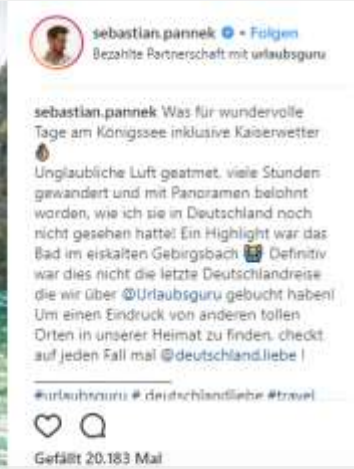 sebastian.pannek • Folgen
Bezahlte Partnerschaft mit urlaubsguru
sebastian.pannek Was für wundervolle
Tage am Königssee inklusive Kaiserwetter
Unglaubliche Luft geatmet, viele Stunden
gewandert und mit Panoramen belohnt
worden, wie ich sie in Deutschland noch
nicht gesehen hatte! Ein Highlight war das
Bad im eiskalten Gebirgsbach 😭 Definitiv
war dies nicht die letzte Deutschlandreise
die wir über @Urlaubsguru gebucht haben!
Um einen Eindruck von anderen tollen
Orten in unserer Heimat zu finden, checkt
auf jeden Fall mal @deutschland.liebe !
#urlaubsguru # deutschlandliebe #travel
Gefällt 20.183 Mal